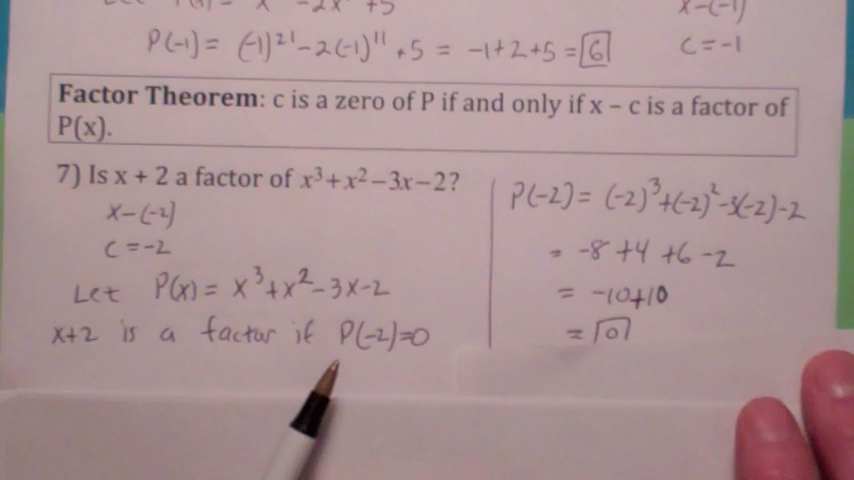 +5
x-(-1)
P(-1) = (-1)²¹ - 2(-1)¹¹ + 5 = -1+2+5 = 6
c = -1
Factor Theorem: c is a zero of P if and only if x – c is a factor of
P(x).
7) Is x + 2 a factor of x³+x²−3x−2?
x-(-2)
c = -2
Let P(x) = x³+x²-3x-2
x+2 is a factor if P(-2)=0
P(-2) = (-2)³+(-2)²-3(-2)-2
= -8 +4 +6 -2
= -10+10
= 0